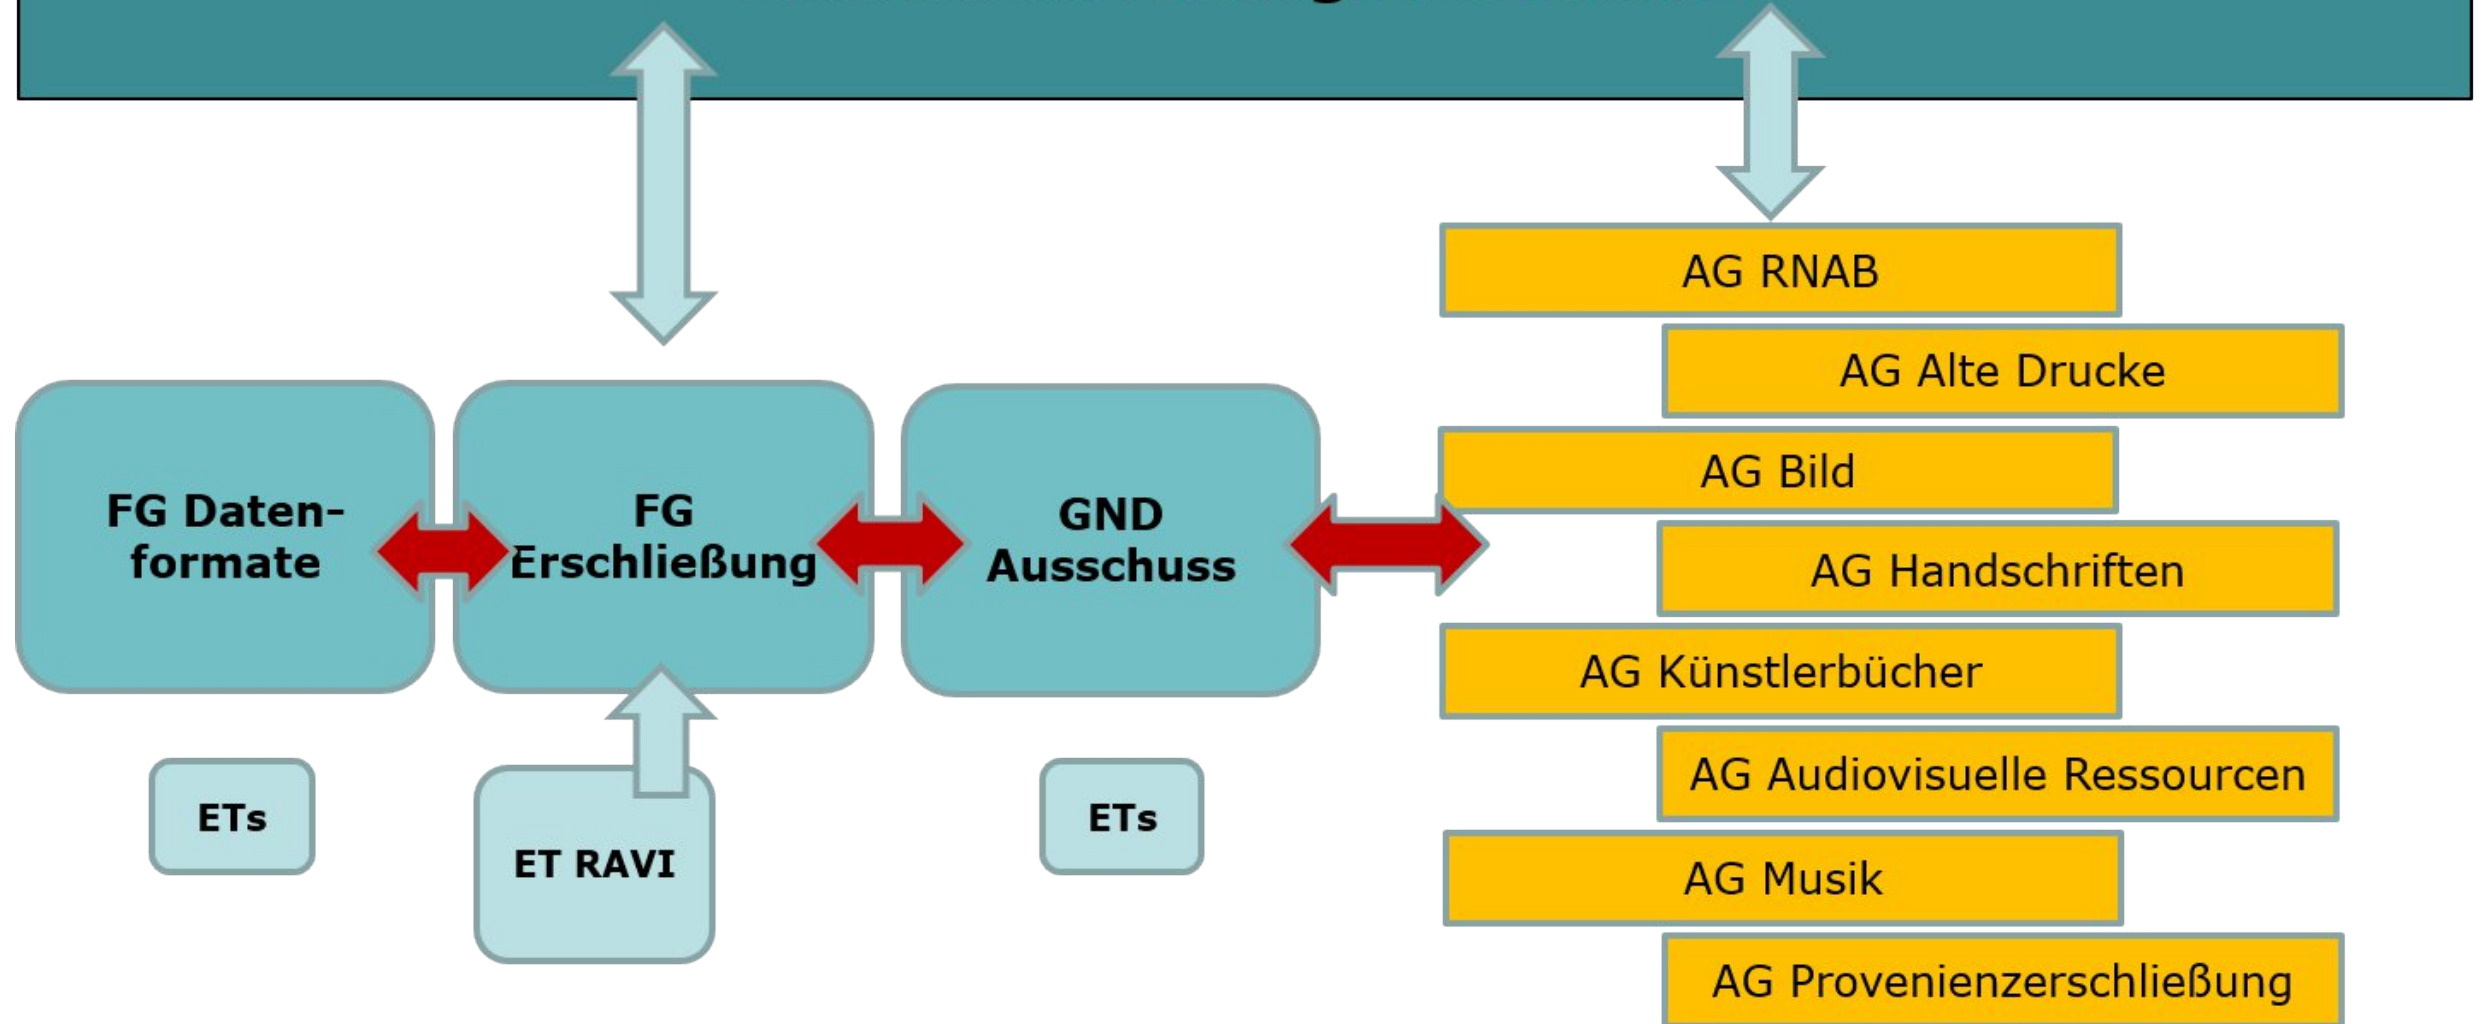 FG Daten-
formate
FG
Erschließung
GND
Ausschuss
ETs
ET RAVI
ETs
AG RNAB
AG Alte Drucke
AG Bild
AG Handschriften
AG Künstlerbücher
AG Audiovisuelle Ressourcen
AG Musik
AG Provenienzerschließung